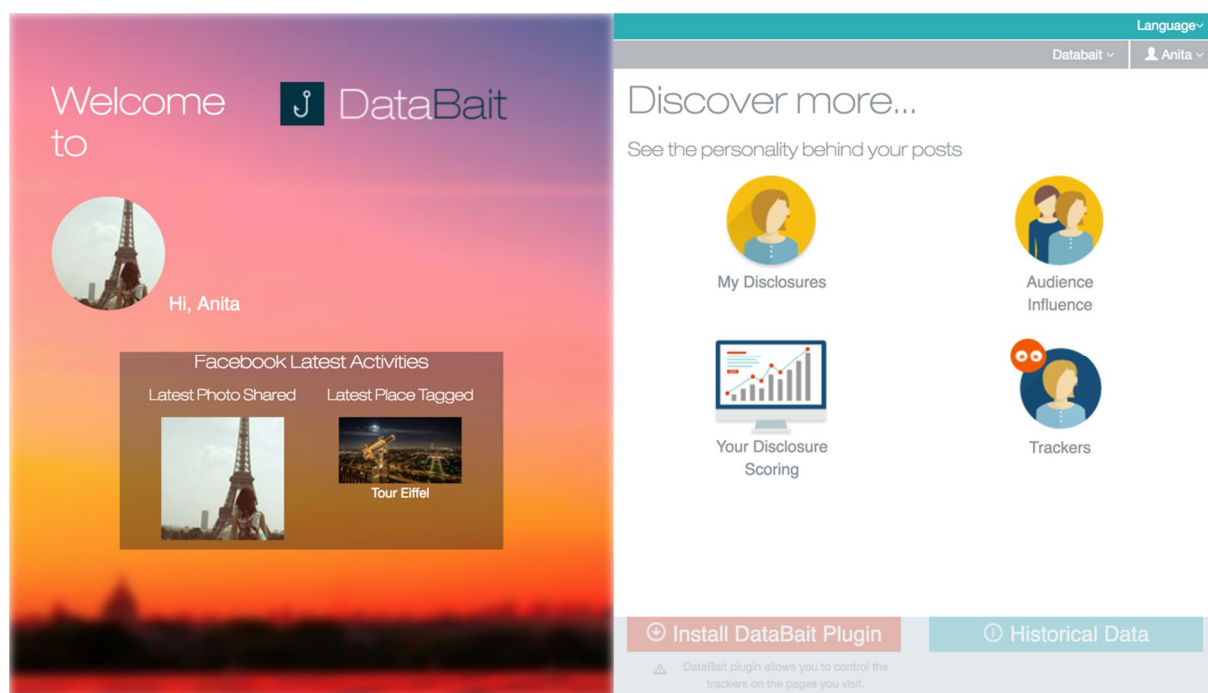 Welcome
to
DataBait
Hi, Anita
Facebook Latest Activities
Latest Photo Shared
Latest Place Tagged
Tour Eiffel
Language
Databait
Anita
Discover more...
See the personality behind your posts
My Disclosures
Audience
Influence
Your Disclosure
Scoring
Trackers
Install DataBait Plugin
DataBait plugin allows you to control the
trackers on the pages you visit.
Historical Data